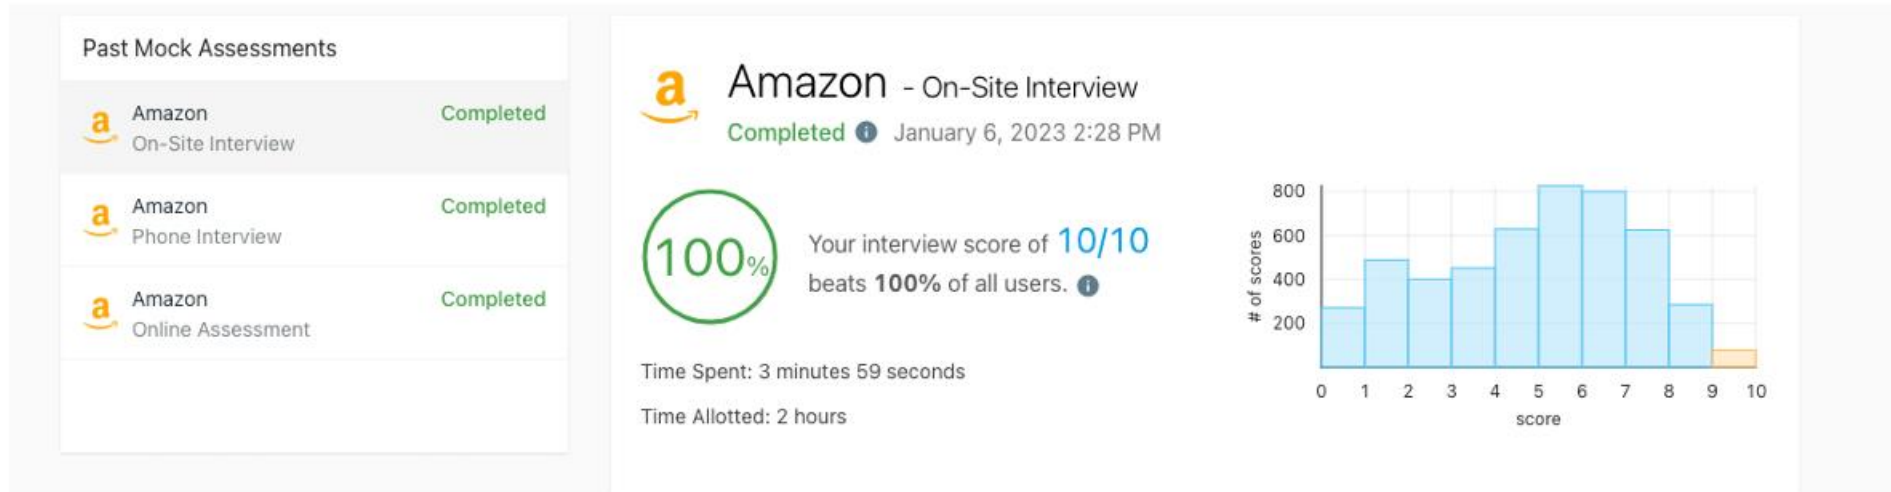 Past Mock Assessments
Amazon Completed
On-Site Interview
Amazon Completed
Phone Interview
Amazon Completed
Online Assessment
a Amazon - On-Site Interview
Completed i January 6, 2023 2:28 PM
100%
Your interview score of 10/10
beats 100% of all users. i
Time Spent: 3 minutes 59 seconds
Time Allotted: 2 hours
# of scores
800
600
400
200
0 1 2 3 4 5 6 7 8 9 10
score